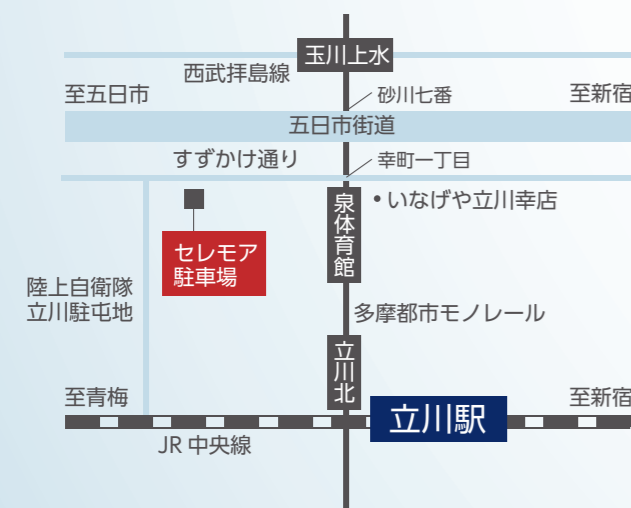 玉川上水
西武拝島線
至五日市
砂川七番
至新宿
五日市街道
すずかけ通り
幸町一丁目
泉体育館
•いなげや立川幸店
セレモア
駐車場
陸上自衛隊
立川駐屯地
多摩都市モノレール
立川北
至青梅
至新宿
立川駅
JR 中央線